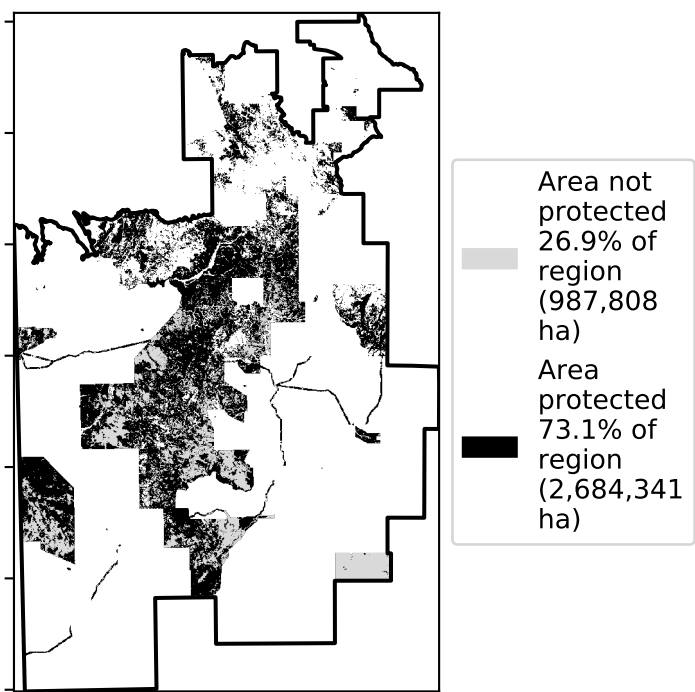 Area not
protected
26.9% of
region
(987,808
ha)
Area
protected
73.1% of
region
(2,684,341
ha)